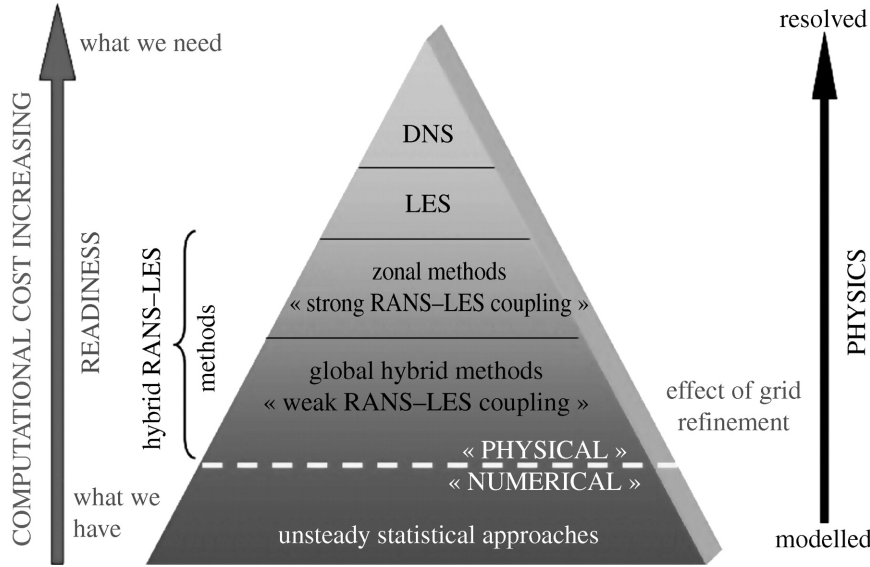 what we need
COMPUTATIONAL COST INCREASING
READINESS
what we
have
hybrid RANS–LES
methods
DNS
LES
zonal methods
« strong RANS–LES coupling »
global hybrid methods
« weak RANS–LES coupling »
« PHYSICAL »
« NUMERICAL »
unsteady statistical approaches
effect of grid
refinement
resolved
PHYSICS
modelled